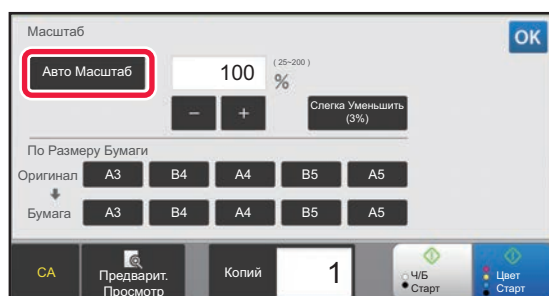 Масштаб
OK
Авто Масштаб
100
(25~200)
%
−
+
Слегка Уменьшить
(3%)
По Размеру Бумаги
Оригинал
A3
B4
A4
B5
A5
Бумага
A3
B4
A4
B5
A5
CA
Предварит.
Просмотр
Копий
1
Ч/Б
Старт
Цвет
Старт